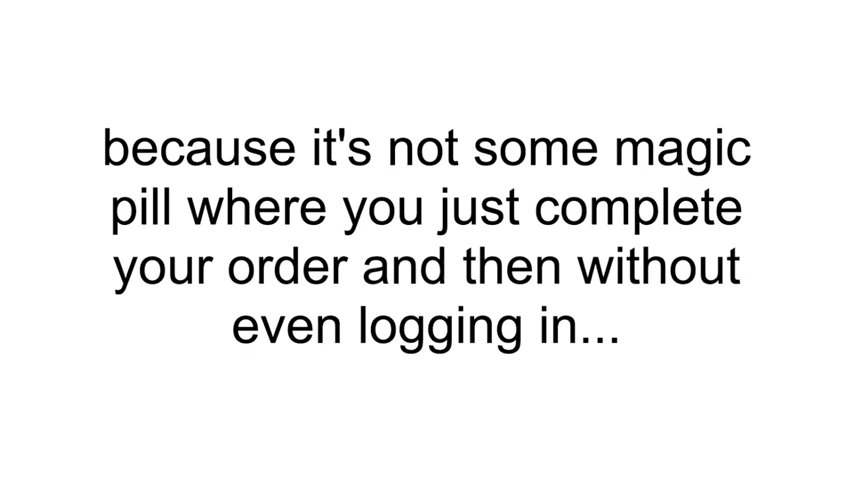 because it's not some magic
pill where you just complete
your order and then without
even logging in...